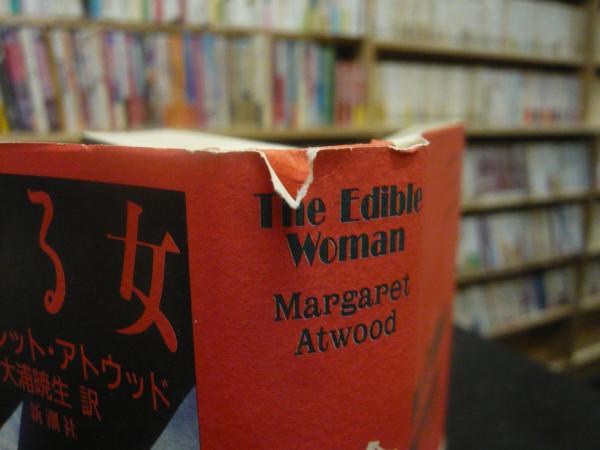 る女
レット・アトウッド
大浦暁生 訳
新潮社
The Edible
Woman
Margaret
Atwood